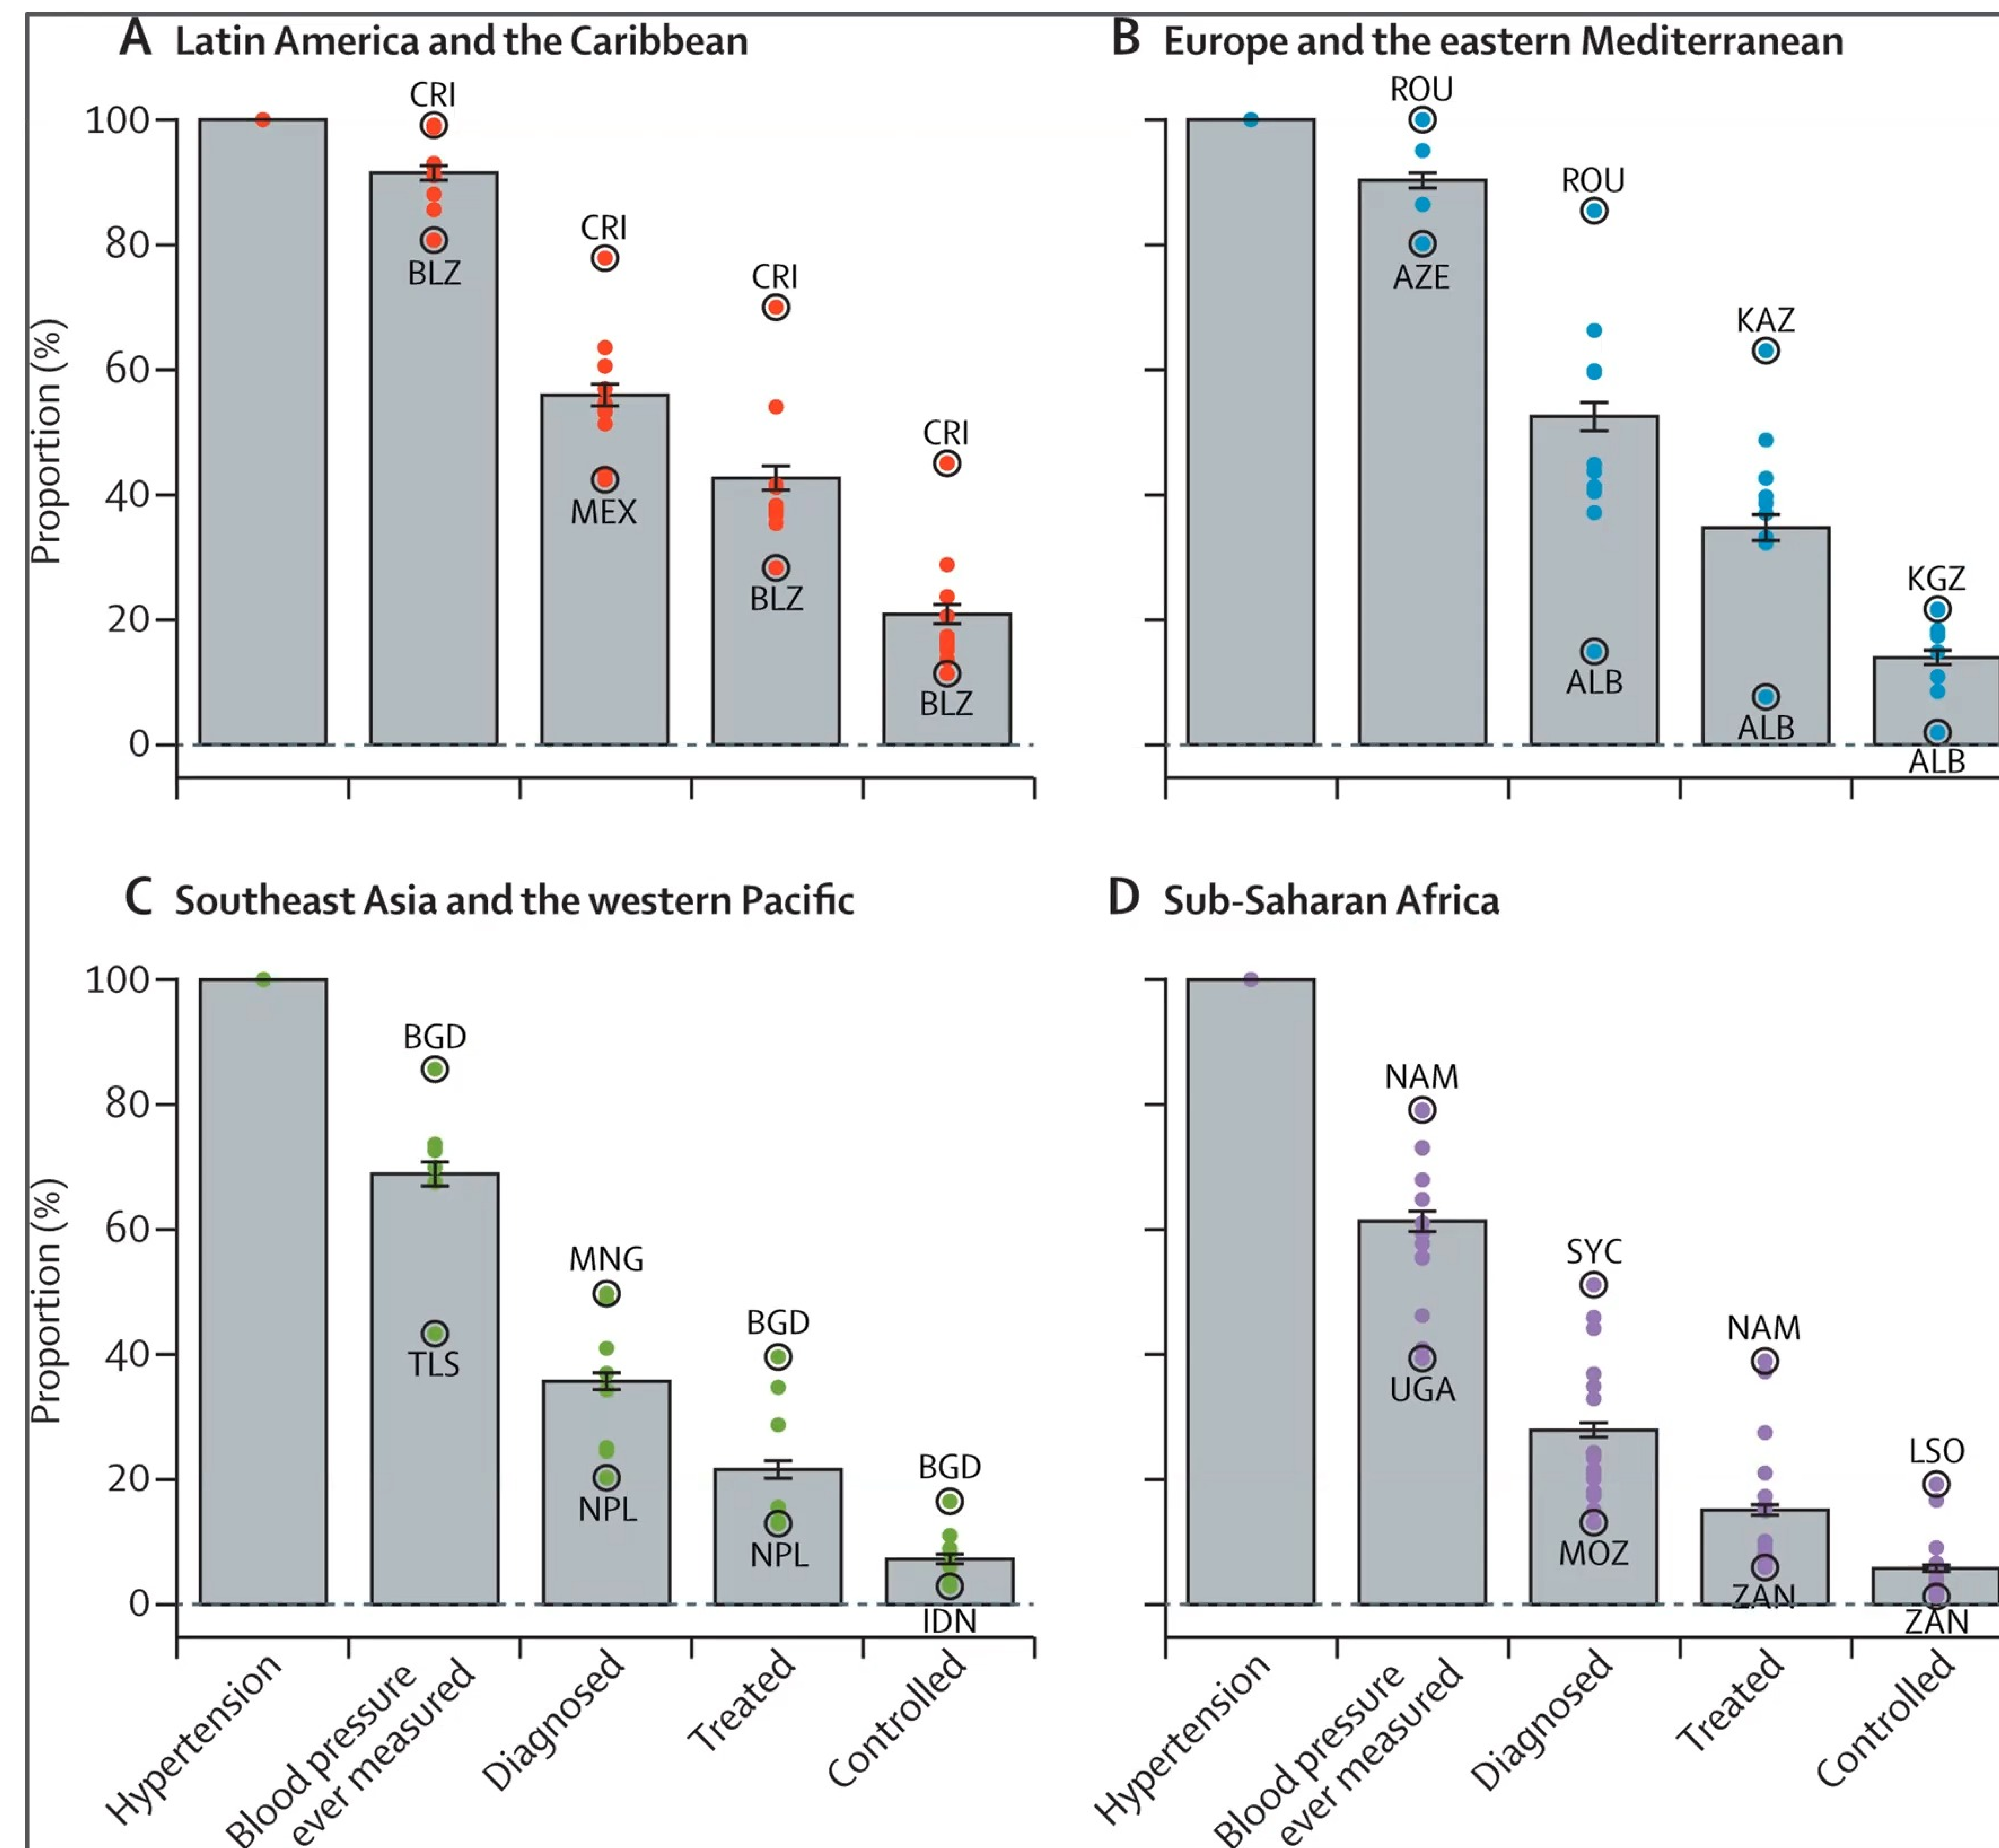 A Latin America and the Caribbean
B Europe and the eastern Mediterranean
Proportion (%)
100
80
60
40
20
0
CRI
BLZ
CRI
MEX
CRI
BLZ
CRI
BLZ
ROU
AZE
ROU
ALB
KAZ
ALB
KGZ
ALB
C Southeast Asia and the western Pacific
D Sub-Saharan Africa
Proportion (%)
100
80
60
40
20
0
BGD
TLS
MNG
NPL
BGD
NPL
BGD
IDN
NAM
UGA
SYC
MOZ
NAM
ZAN
LSO
ZAN
Hypertension
Blood pressure
ever measured
Diagnosed
Treated
Controlled
Hypertension
Blood pressure
ever measured
Diagnosed
Treated
Controlled